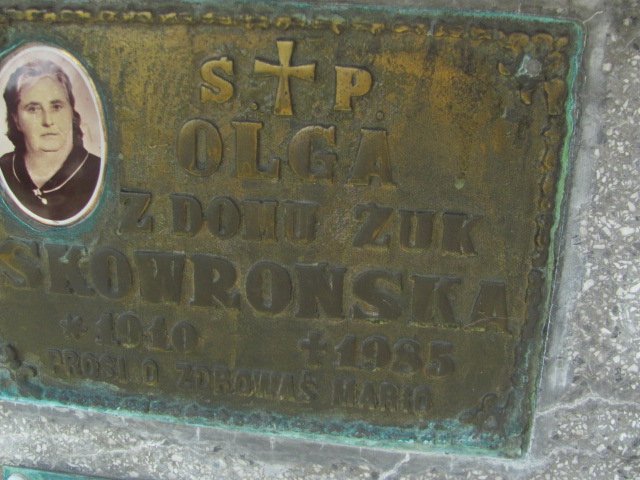 Ś. P.
OLGA
Z DOMU ŻUK
SKOWROŃSKA
*1910 +1985
PROSI O ZDROWAŚ MARIO